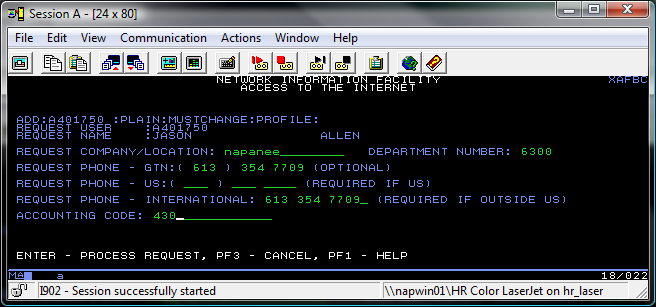 Session A - [24 x 80]
File Edit View Communication Actions Window Help
NETWORK INFORMATION FACILITY XAFBC
ACCESS TO THE INTERNET
ADD:A401750 :PLAIN:MUSTCHANGE:PROFILE:
REQUEST USER :A401750
REQUEST NAME :JASON ALLEN
REQUEST COMPANY/LOCATION: napanee_________ DEPARTMENT NUMBER: 6300
REQUEST PHONE - GTN:( 613 ) 354 7709 (OPTIONAL)
REQUEST PHONE - US:( ___ ) ___ ____ (REQUIRED IF US)
REQUEST PHONE - INTERNATIONAL: 613 354 7709_ (REQUIRED IF OUTSIDE US)
ACCOUNTING CODE: 430____________
ENTER - PROCESS REQUEST, PF3 - CANCEL, PF1 - HELP
MA a 18/022
I902 - Session successfully started \\napwin01\HR Color LaserJet on hr_laser